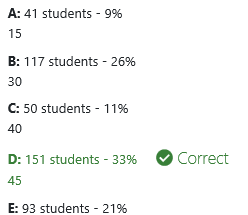 A: 41 students - 9%
15
B: 117 students - 26%
30
C: 50 students - 11%
40
D: 151 students - 33% Correct
45
E: 93 students - 21%